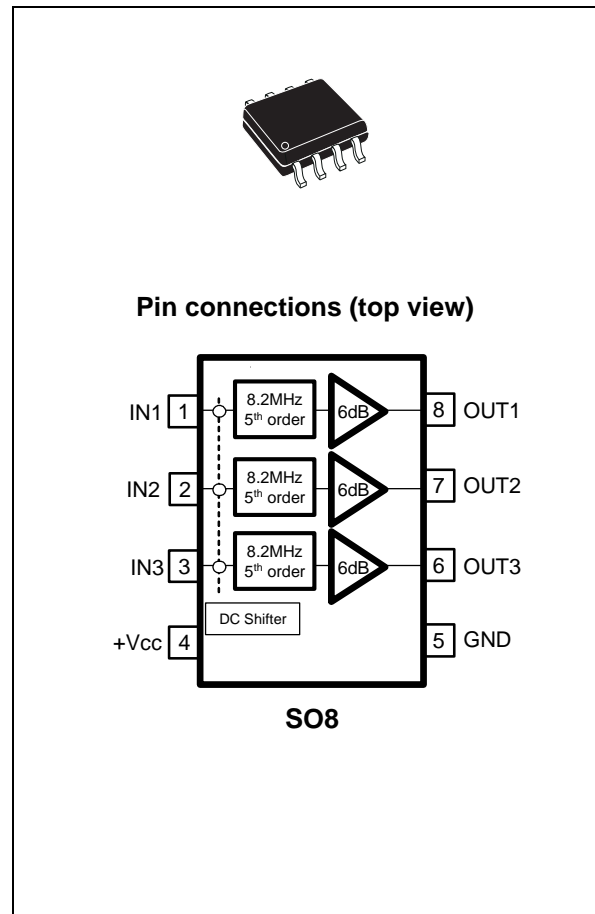 Pin connections (top view)
IN1 1
8.2MHz
5th order
6dB
8 OUT1
IN2 2
8.2MHz
5th order
6dB
7 OUT2
IN3 3
8.2MHz
5th order
6dB
6 OUT3
DC Shifter
+Vcc 4
5 GND
SO8